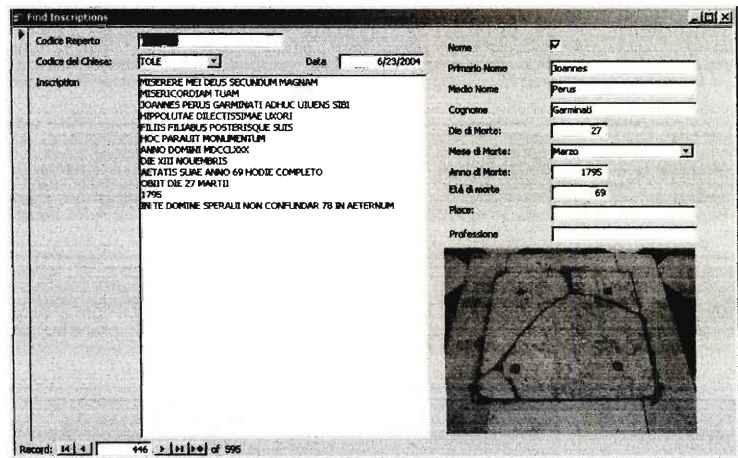 Find Inscriptions
Codice Reperto
Codice del Chiesa: TOLE Data 6/23/2004
Inscription
MISERERE MEI DEUS SECUNDUM MAGNAM
MISERICORDIAM TUAM
JOANNES PERUS GARMINATI ADHUC UIUENS SIBI
HIPPOLUTAE DILECTISSIMAE UXORI
FILIIS FILIABUS POSTERISQUE SUIS
HOC PARAUIT MONUMENTUM
ANNO DOMINI MDCCLXXX
DIE XIII NOUEMBRIS
AETATIS SUAE ANNO 69 HODIE COMPLETO
OBIIT DIE 27 MARTII
1795
IN TE DOMINE SPERAUI NON CONFUNDAR 78 IN AETERNUM
Nome
Primario Nome Joannes
Medio Nome Perus
Cognome Garminati
Die di Morte: 27
Mese di Morte: Marzo
Anno di Morte: 1795
Etá di morte 69
Place:
Professione
Record: 446 of 595